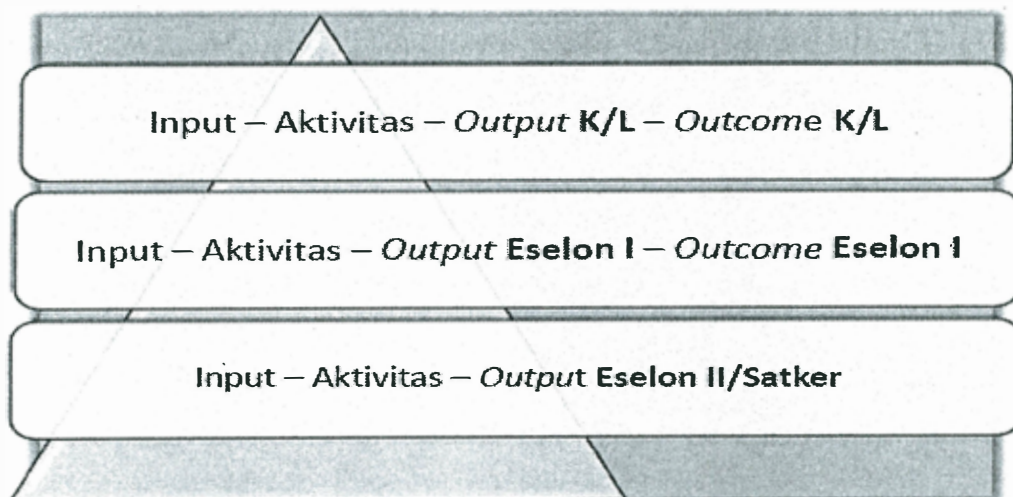 Input – Aktivitas – Output K/L – Outcome K/L
Input – Aktivitas – Output Eselon I – Outcome Eselon I
Input – Aktivitas – Output Eselon II/Satker